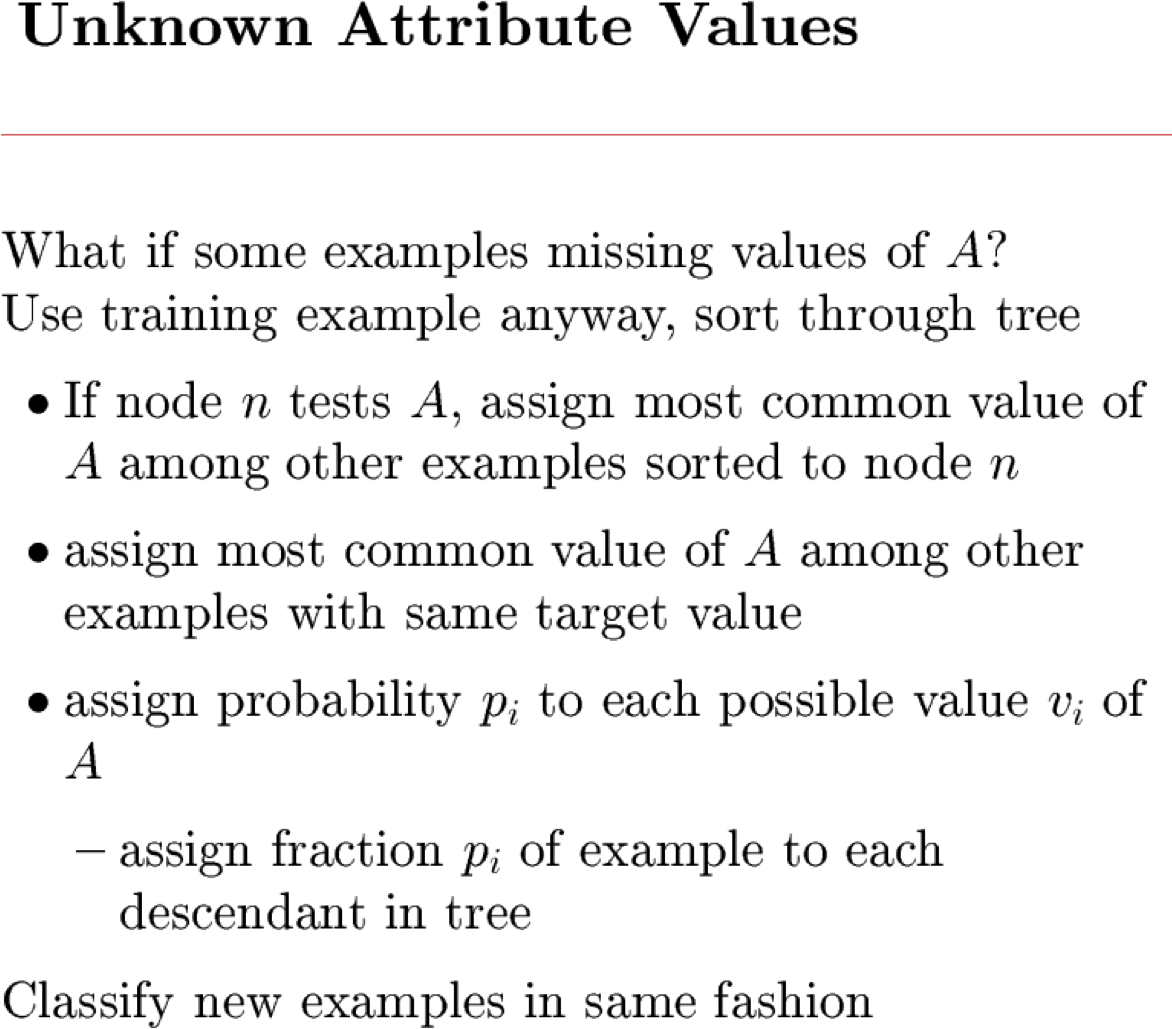 Unknown Attribute Values
What if some examples missing values of A?
Use training example anyway, sort through tree
• If node n tests A, assign most common value of
A among other examples sorted to node n
• assign most common value of A among other
examples with same target value
• assign probability pᵢ to each possible value vᵢ of
A
– assign fraction pᵢ of example to each
descendant in tree
Classify new examples in same fashion